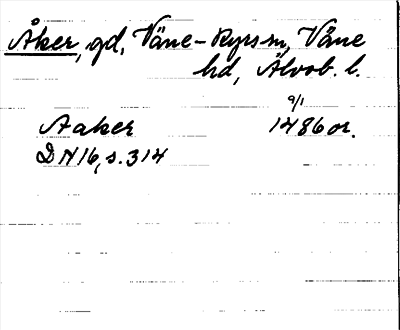 Åker, gd, Väne-Ryrs sn, Väne
hd, Älvsb. l.
9/1
Aaker 1486 or.
DN 16, s. 314